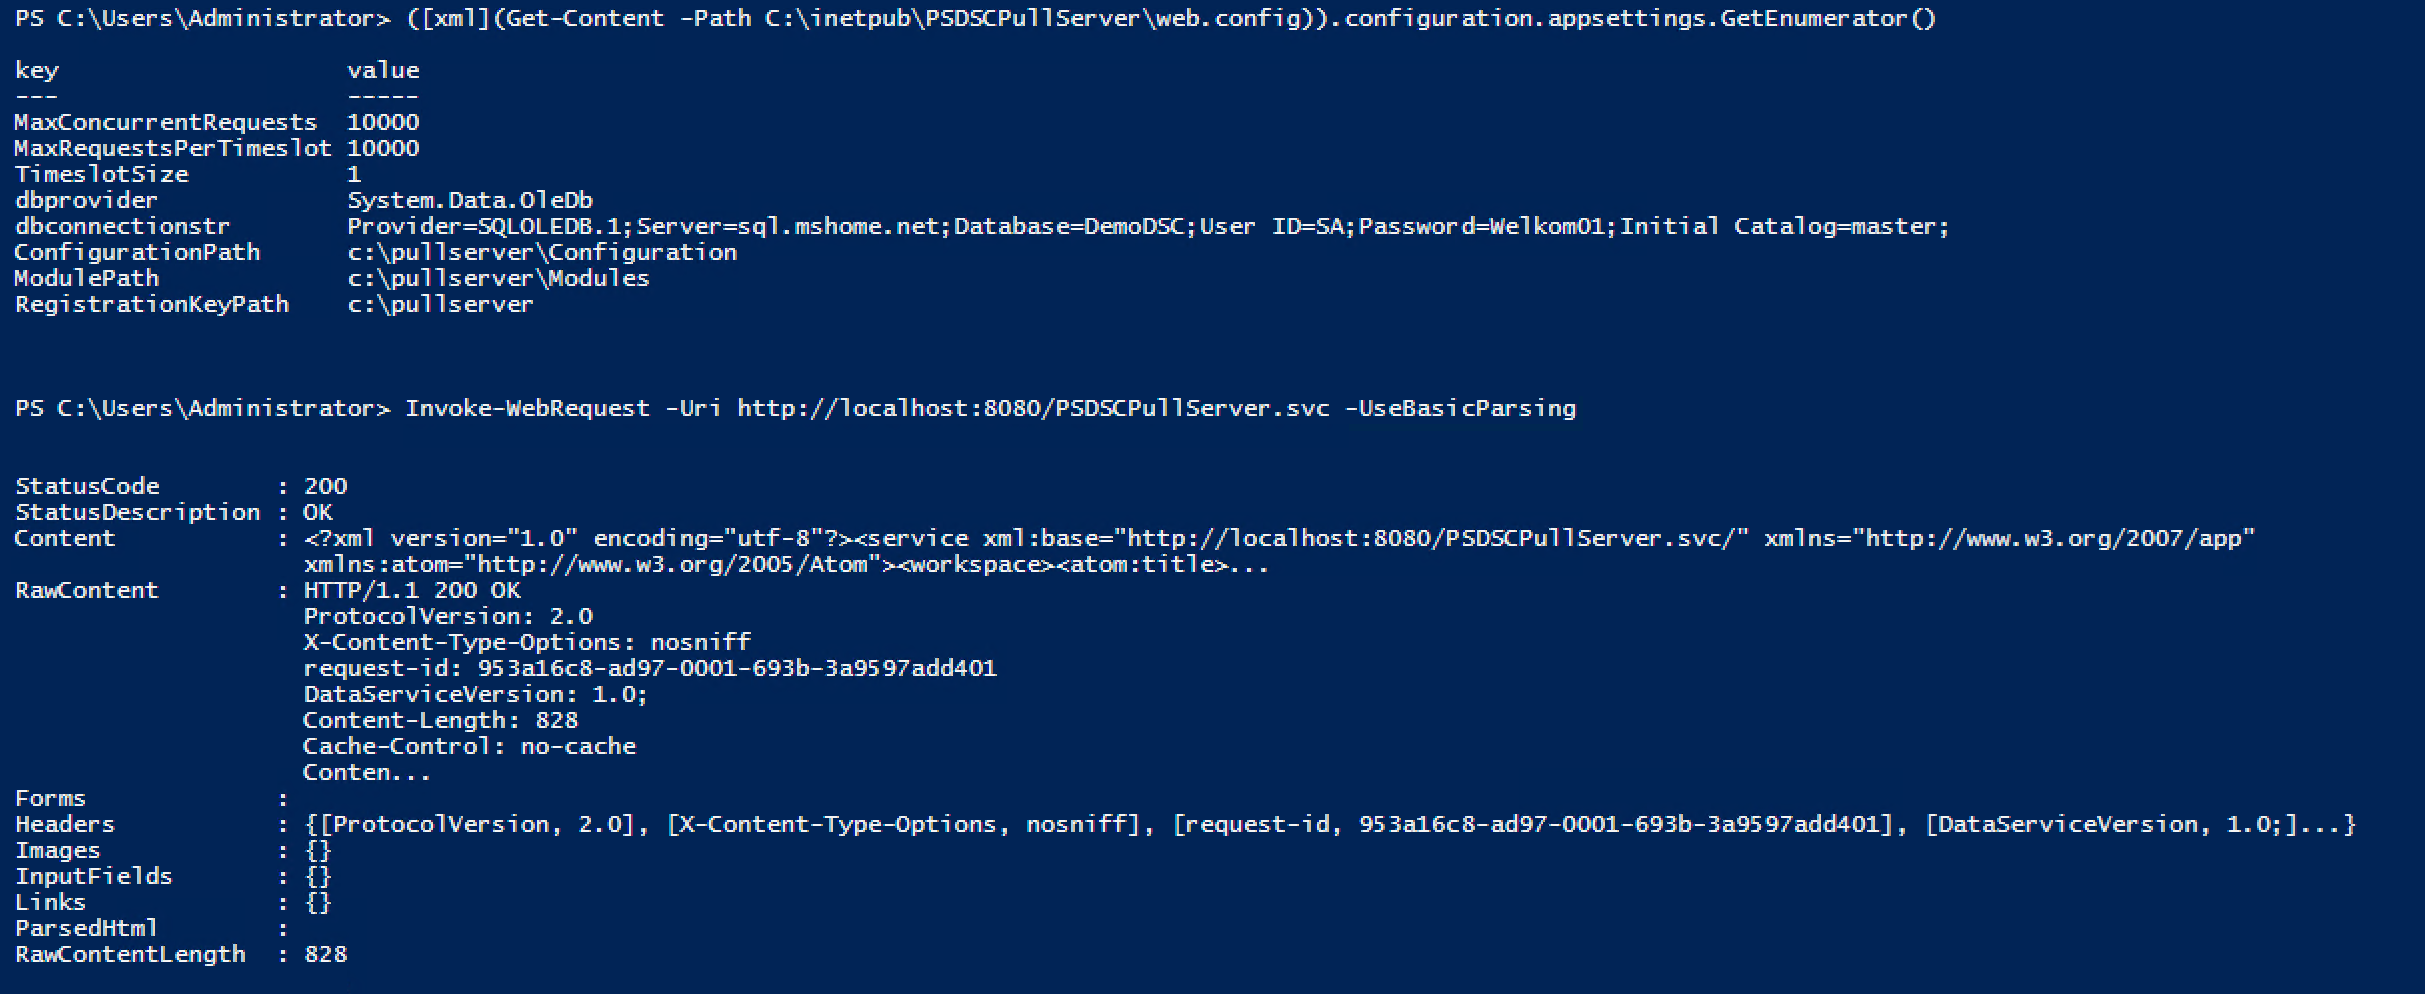 PS C:\Users\Administrator> ([xml](Get-Content -Path C:\inetpub\PSDSCPullServer\web.config)).configuration.appsettings.GetEnumerator()
key value
--- -----
MaxConcurrentRequests 10000
MaxRequestsPerTimeslot 10000
TimeslotSize 1
dbprovider System.Data.OleDb
dbconnectionstr Provider=SQLOLEDB.1;Server=sql.mshome.net;Database=DemoDSC;User ID=SA;Password=Welkom01;Initial Catalog=master;
ConfigurationPath c:\pullserver\Configuration
ModulePath c:\pullserver\Modules
RegistrationKeyPath c:\pullserver
PS C:\Users\Administrator> Invoke-WebRequest -Uri http://localhost:8080/PSDSCPullServer.svc -UseBasicParsing
StatusCode : 200
StatusDescription : OK
Content : <?xml version="1.0" encoding="utf-8"?><service xml:base="http://localhost:8080/PSDSCPullServer.svc/" xmlns="http://www.w3.org/2007/app"
xmlns:atom="http://www.w3.org/2005/Atom"><workspace><atom:title>...
RawContent : HTTP/1.1 200 OK
ProtocolVersion: 2.0
X-Content-Type-Options: nosniff
request-id: 953a16c8-ad97-0001-693b-3a9597add401
DataServiceVersion: 1.0;
Content-Length: 828
Cache-Control: no-cache
Conten...
Forms :
Headers : {[ProtocolVersion, 2.0], [X-Content-Type-Options, nosniff], [request-id, 953a16c8-ad97-0001-693b-3a9597add401], [DataServiceVersion, 1.0;]...}
Images : {}
InputFields : {}
Links : {}
ParsedHtml :
RawContentLength : 828